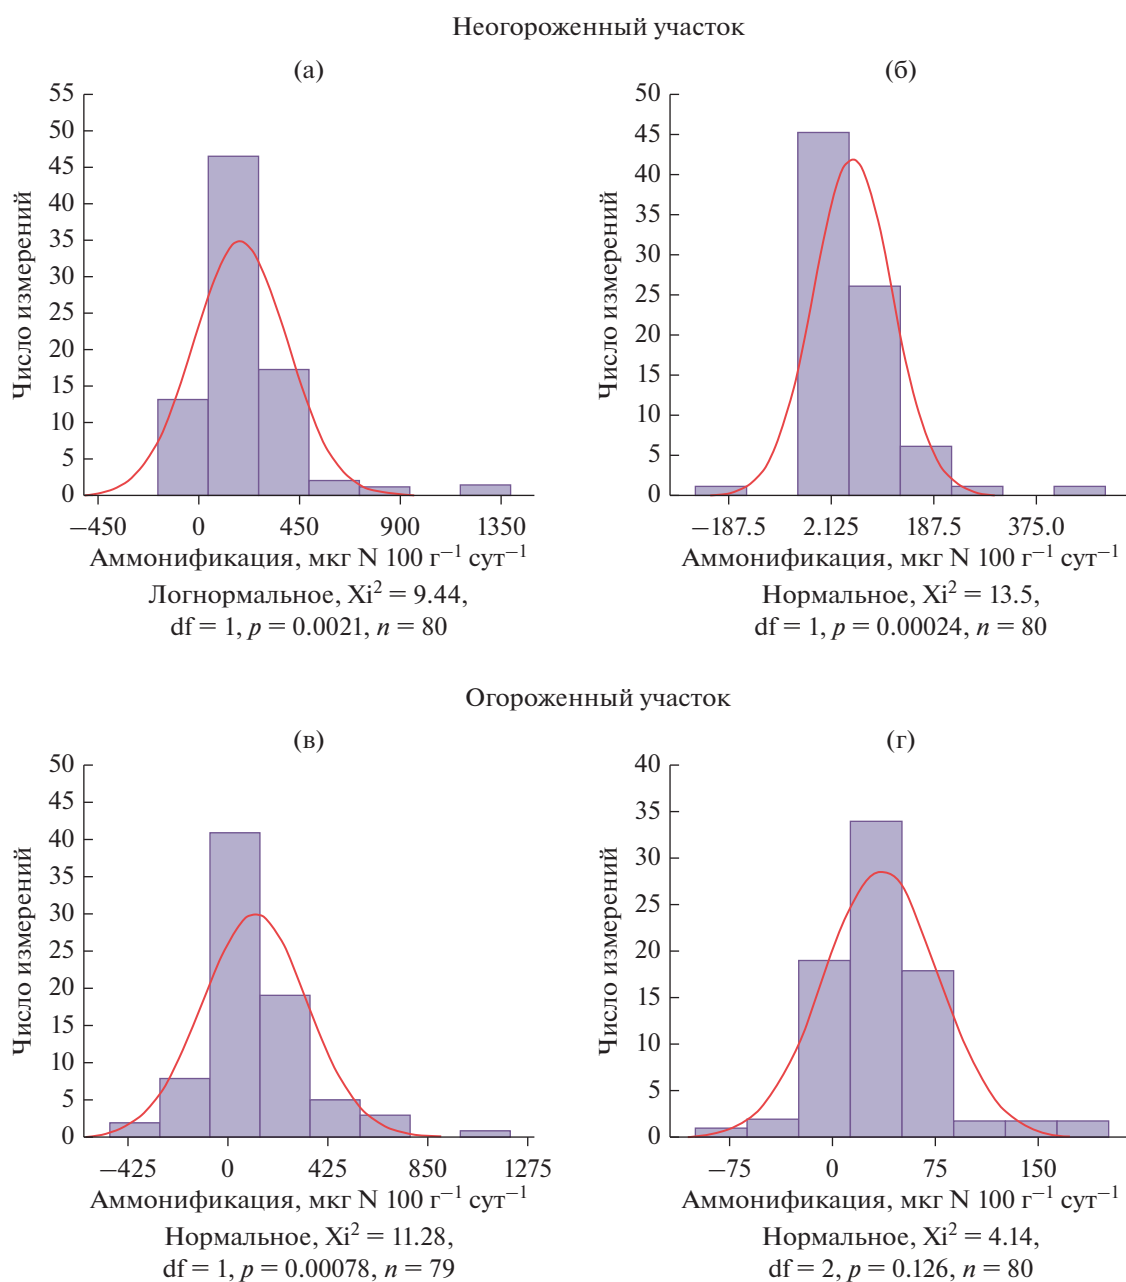 Неогороженный участок
(а)
55
50
45
40
35
30
25
20
15
10
5
0
Число измерений
−450 0 450 900 1350
Аммонификация, мкг N 100 г⁻¹ сут⁻¹
Логнормальное, Xi² = 9.44,
df = 1, p = 0.0021, n = 80
(б)
50
45
40
35
30
25
20
15
10
5
0
Число измерений
−187.5 2.125 187.5 375.0
Аммонификация, мкг N 100 г⁻¹ сут⁻¹
Нормальное, Xi² = 13.5,
df = 1, p = 0.00024, n = 80
Огороженный участок
(в)
50
45
40
35
30
25
20
15
10
5
0
Число измерений
−425 0 425 850 1275
Аммонификация, мкг N 100 г⁻¹ сут⁻¹
Нормальное, Xi² = 11.28,
df = 1, p = 0.00078, n = 79
(г)
40
35
30
25
20
15
10
5
0
Число измерений
−75 0 75 150
Аммонификация, мкг N 100 г⁻¹ сут⁻¹
Нормальное, Xi² = 4.14,
df = 2, p = 0.126, n = 80